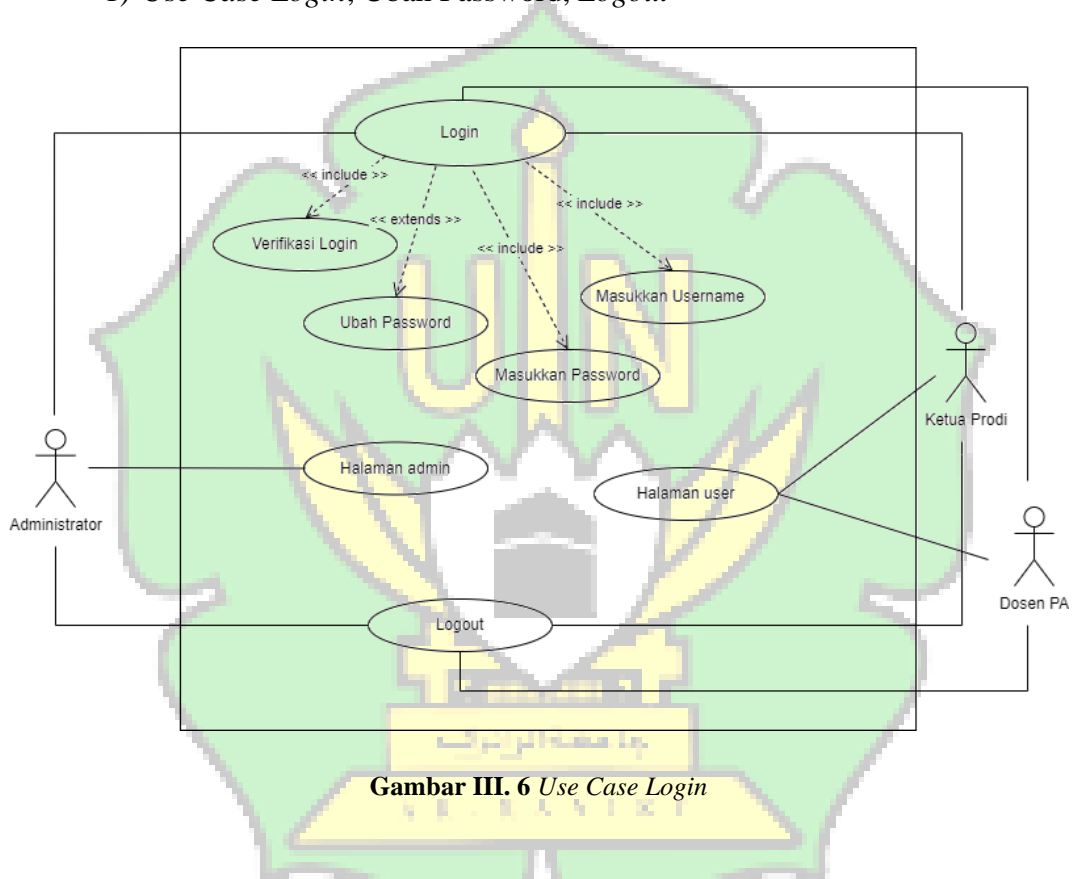 1) Use Case Login, Ubah Password, Logout
Login
<< include >>
<< extends >>
<< include >>
<< include >>
Verifikasi Login
Masukkan Username
Ubah Password
Masukkan Password
UIN
Ketua Prodi
Halaman admin
Halaman user
Administrator
Dosen PA
Logout
Gambar III. 6 Use Case Login